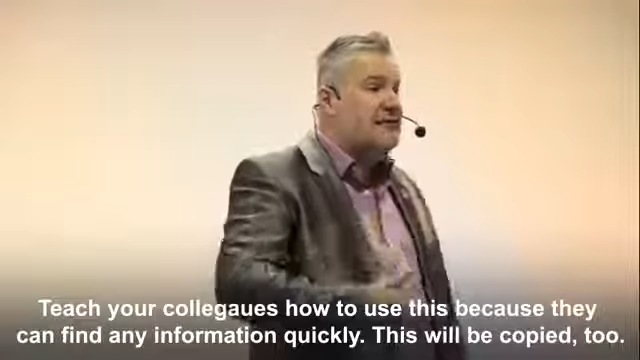 Teach your collegaues how to use this because they
can find any information quickly. This will be copied, too.